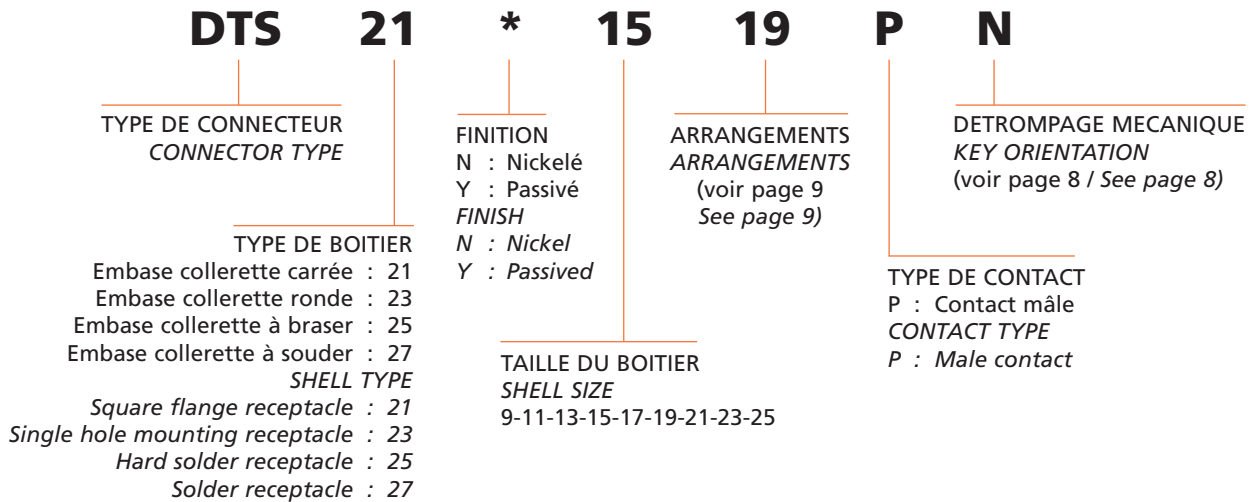 DTS 21 * 15 19 P N
TYPE DE CONNECTEUR
CONNECTOR TYPE
TYPE DE BOITIER
Embase collerette carrée : 21
Embase collerette ronde : 23
Embase collerette à braser : 25
Embase collerette à souder : 27
SHELL TYPE
Square flange receptacle : 21
Single hole mounting receptacle : 23
Hard solder receptacle : 25
Solder receptacle : 27
FINITION
N : Nickelé
Y : Passivé
FINISH
N : Nickel
Y : Passived
TAILLE DU BOITIER
SHELL SIZE
9-11-13-15-17-19-21-23-25
ARRANGEMENTS
ARRANGEMENTS
(voir page 9
See page 9)
TYPE DE CONTACT
P : Contact mâle
CONTACT TYPE
P : Male contact
DETROMPAGE MECANIQUE
KEY ORIENTATION
(voir page 8 / See page 8)